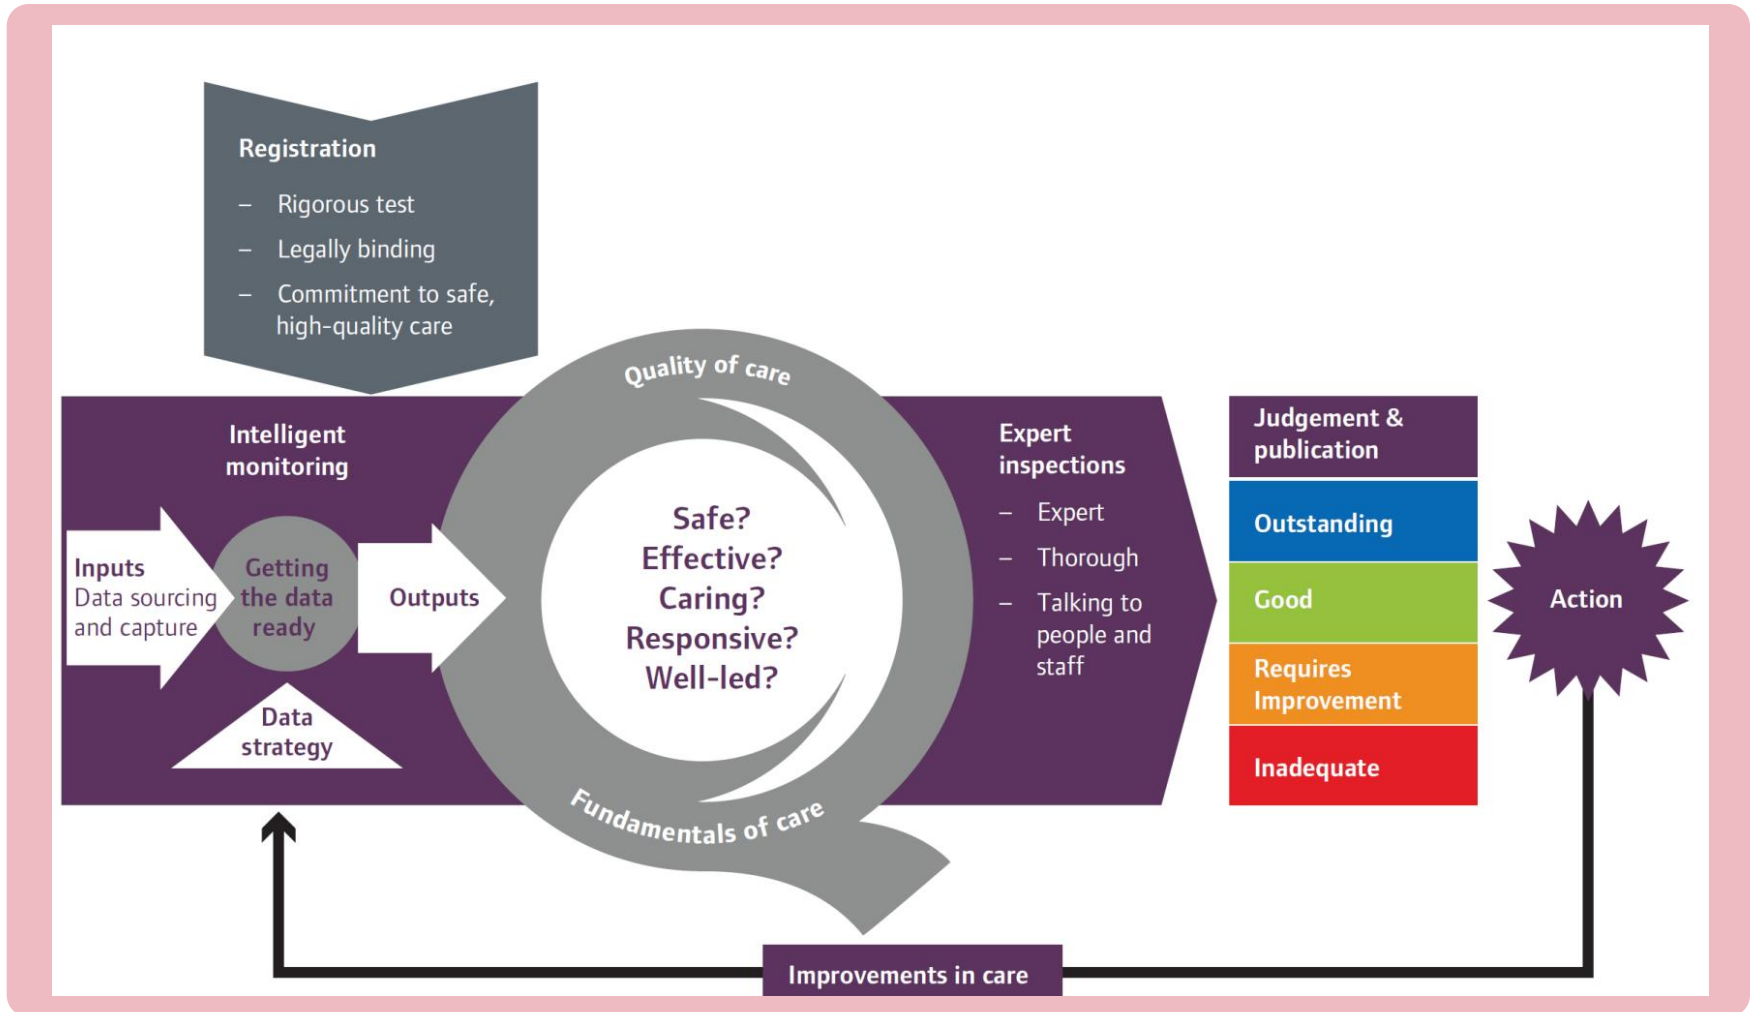 Registration
– Rigorous test
– Legally binding
– Commitment to safe,
high-quality care
Intelligent
monitoring
Inputs
Data sourcing
and capture
Getting
the data
ready
Outputs
Data
strategy
Quality of care
Safe?
Effective?
Caring?
Responsive?
Well-led?
Fundamentals of care
Expert
inspections
– Expert
– Thorough
– Talking to
people and
staff
Judgement &
publication
Outstanding
Good
Requires
Improvement
Inadequate
Action
Improvements in care